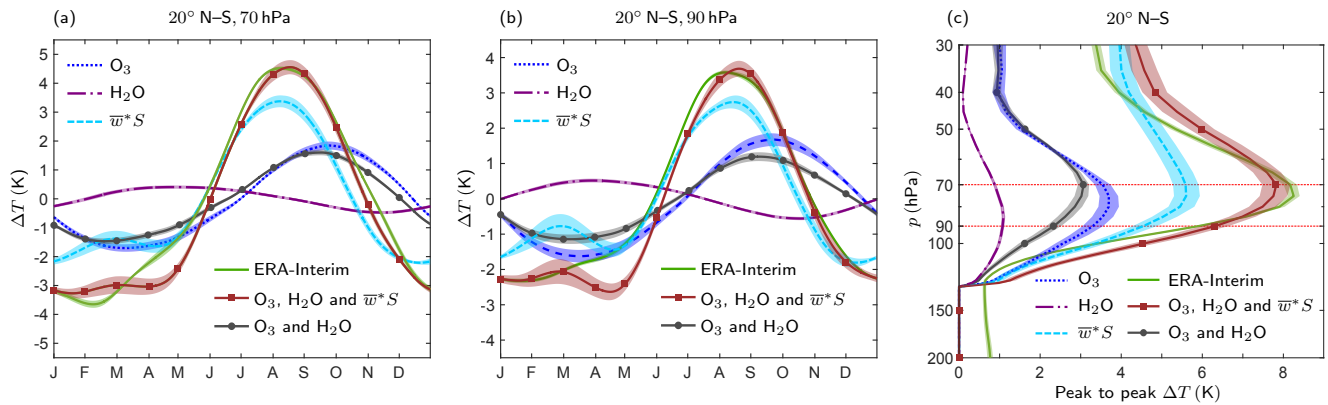 (a) 20° N–S, 70 hPa
ΔT (K)
5
4
3
2
1
0
-1
-2
-3
-4
-5
J F M A M J J A S O N D
O₃
H₂O
w̅*S
ERA-Interim
O₃, H₂O and w̅*S
O₃ and H₂O
(b) 20° N–S, 90 hPa
ΔT (K)
4
3
2
1
0
-1
-2
-3
-4
J F M A M J J A S O N D
O₃
H₂O
w̅*S
ERA-Interim
O₃, H₂O and w̅*S
O₃ and H₂O
(c) 20° N–S
p (hPa)
30
40
50
70
90
100
150
200
0 2 4 6 8
Peak to peak ΔT (K)
O₃
H₂O
w̅*S
ERA-Interim
O₃, H₂O and w̅*S
O₃ and H₂O